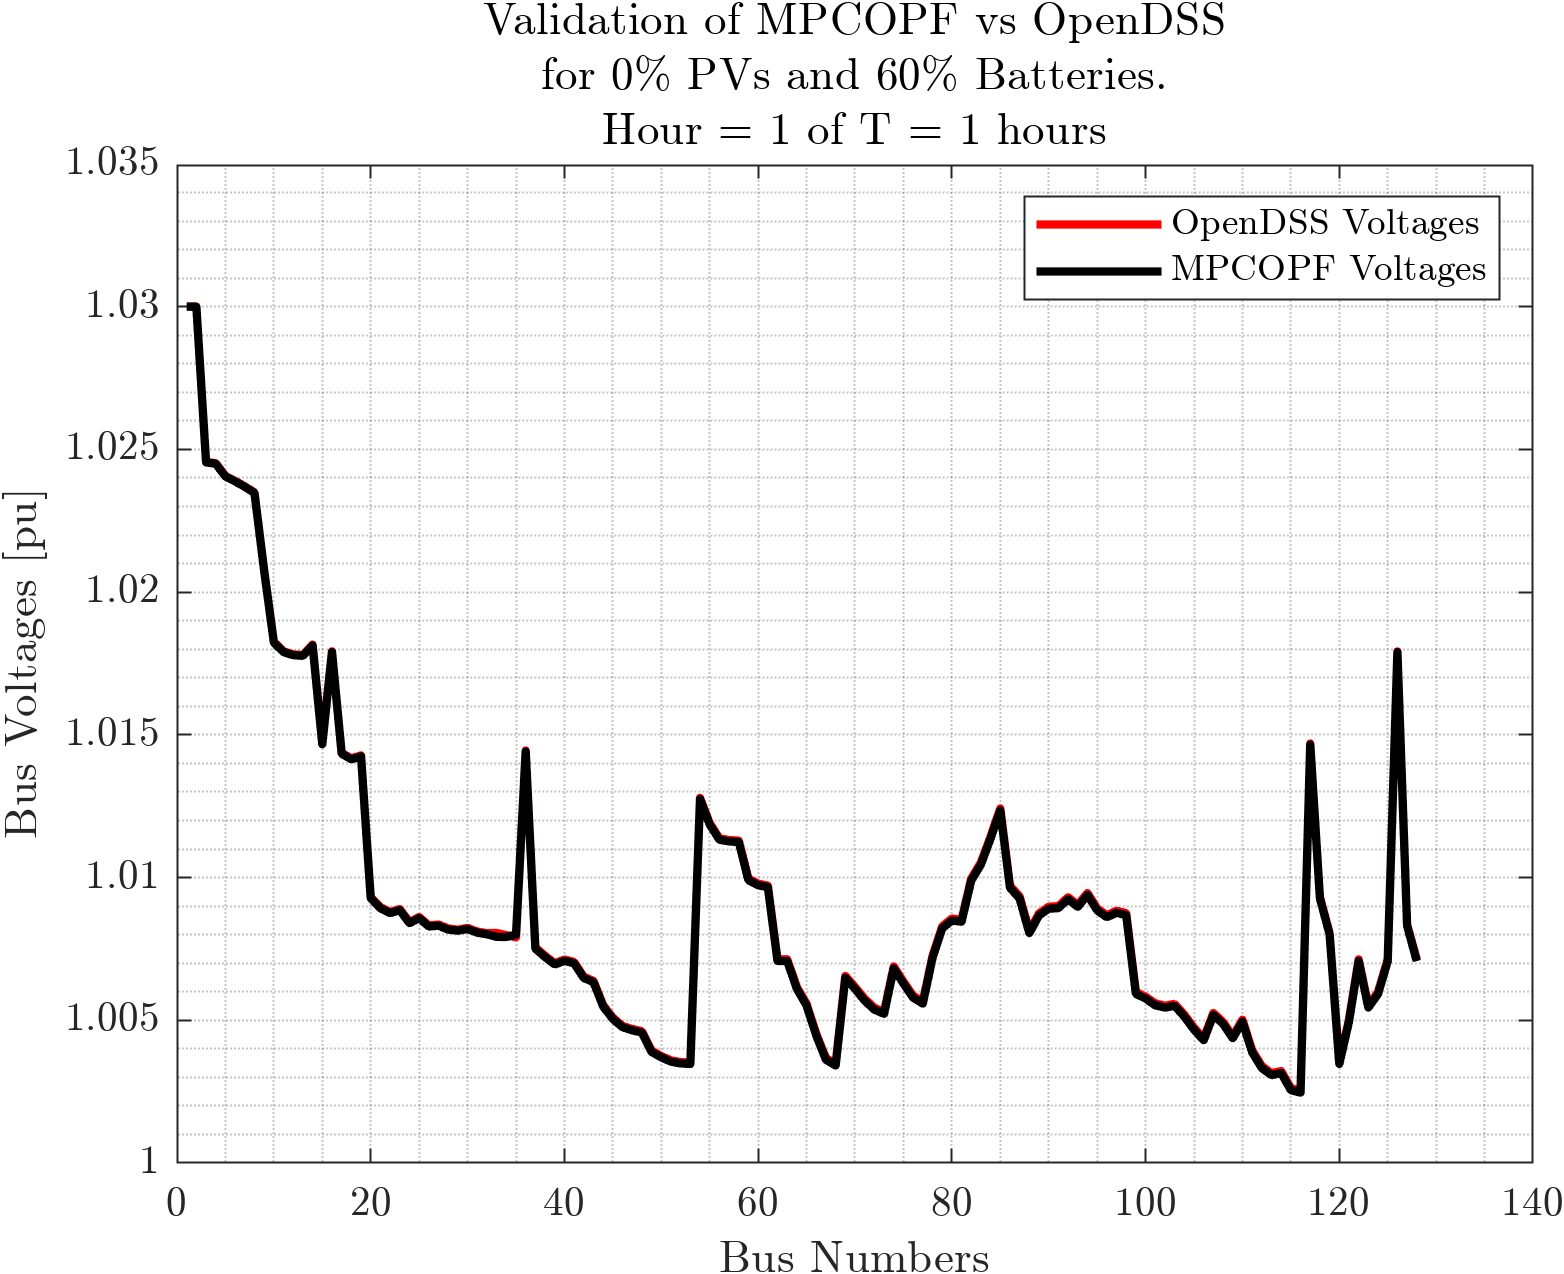 Validation of MPCOPF vs OpenDSS
for 0% PVs and 60% Batteries.
Hour = 1 of T = 1 hours
1.035
1.03
1.025
1.02
1.015
1.01
1.005
1
OpenDSS Voltages
MPCOPF Voltages
Bus Voltages [pu]
0 20 40 60 80 100 120 140
Bus Numbers